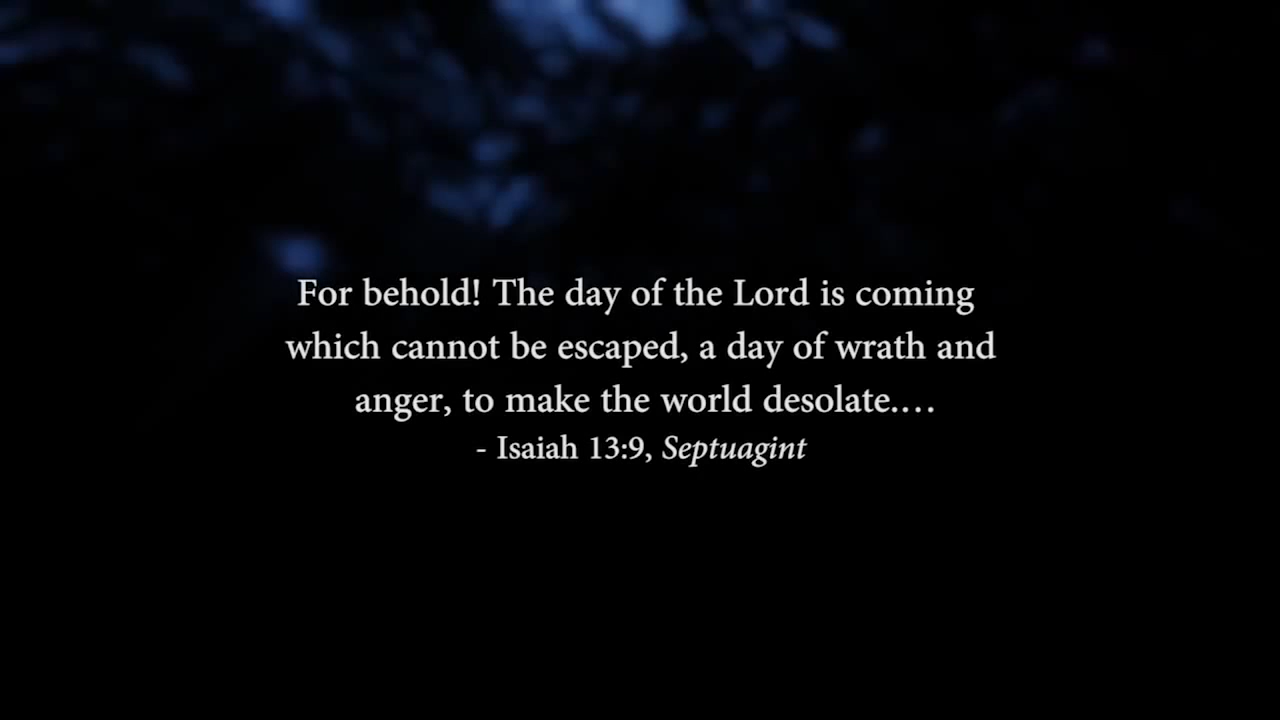 For behold! The day of the Lord is coming
which cannot be escaped, a day of wrath and
anger, to make the world desolate.…
- Isaiah 13:9, Septuagint